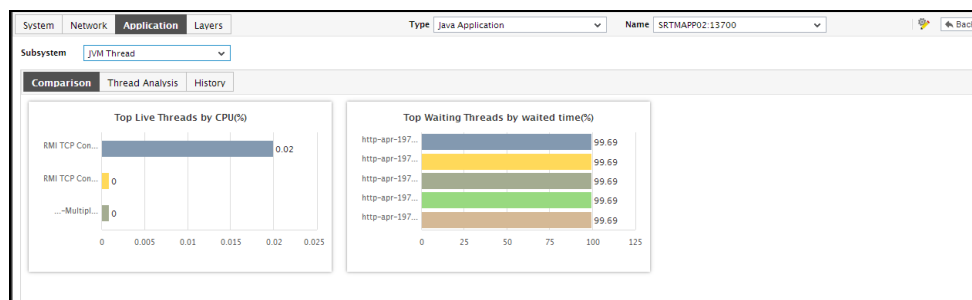 System Network Application Layers Type Java Application Name SRTMAPP02:13700 Back
Subsystem JVM Thread
Comparison Thread Analysis History
Top Live Threads by CPU(%)
RMI TCP Con... 0.02
RMI TCP Con... 0
...-Multipl... 0
0 0.005 0.01 0.015 0.02 0.025
Top Waiting Threads by waited time(%)
http-apr-197... 99.69
http-apr-197... 99.69
http-apr-197... 99.69
http-apr-197... 99.69
http-apr-197... 99.69
0 25 50 75 100 125